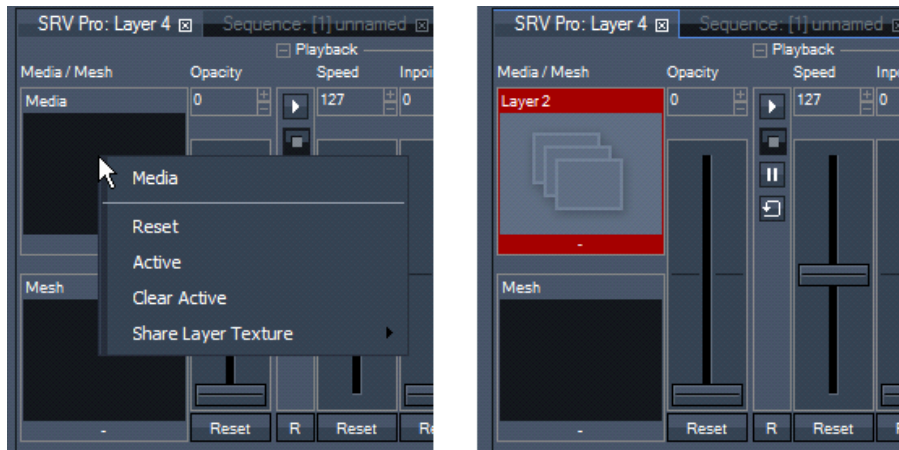 SRV Pro: Layer 4
Sequence: [1] unnamed
Playback
Media / Mesh
Opacity
Speed
Inpoi
Media
0
127
0
Media
Reset
Active
Clear Active
Share Layer Texture
Mesh
-
Reset
R
Reset
Re
SRV Pro: Layer 4
Sequence: [1] unnamed
Playback
Media / Mesh
Opacity
Speed
Inp
Layer 2
0
127
0
-
Mesh
-
Reset
R
Reset